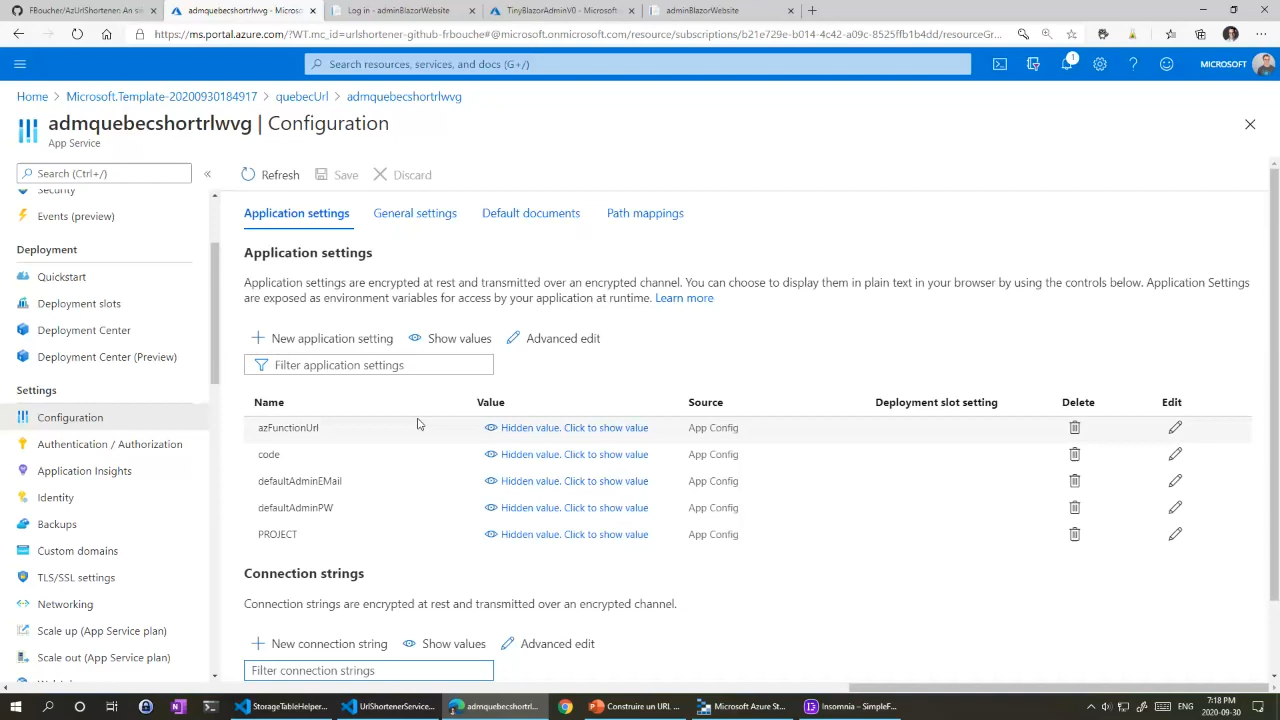 FBoucher/AzUrlShortener: An si
admquebecshortrlwvg - Microso
Log in - adminBlazorWebsite
TinyBlazorAdminV0 - Microsoft
adminBlazorWebsite
https://ms.portal.azure.com/?WT.mc_id=urlshortener-github-frbouche#@microsoft.onmicrosoft.com/resource/subscriptions/b21e729e-b014-4c42-a09c-8525ffb1b4dd/resourceGr...
Search resources, services, and docs (G+/)
1
MICROSOFT
Home > Microsoft.Template-20200930184917 > quebecUrl > admquebecshortrlwvg
admquebecshortrlwvg | Configuration
App Service
Search (Ctrl+/)
«
Refresh
Save
Discard
Security
Events (preview)
Deployment
Quickstart
Deployment slots
Deployment Center
Deployment Center (Preview)
Settings
Configuration
Authentication / Authorization
Application Insights
Identity
Backups
Custom domains
TLS/SSL settings
Networking
Scale up (App Service plan)
Scale out (App Service plan)
Application settings
General settings
Default documents
Path mappings
Application settings
Application settings are encrypted at rest and transmitted over an encrypted channel. You can choose to display them in plain text in your browser by using the controls below. Application Settings
are exposed as environment variables for access by your application at runtime. Learn more
New application setting
Show values
Advanced edit
Filter application settings
Name Value Source Deployment slot setting Delete Edit
azFunctionUrl Hidden value. Click to show value App Config
code Hidden value. Click to show value App Config
defaultAdminEMail Hidden value. Click to show value App Config
defaultAdminPW Hidden value. Click to show value App Config
PROJECT Hidden value. Click to show value App Config
Connection strings
Connection strings are encrypted at rest and transmitted over an encrypted channel.
New connection string
Show values
Advanced edit
Filter connection strings
StorageTableHelper...
UrlShortenerService...
admquebecshortrl...
Construire un URL ...
Microsoft Azure St...
Insomnia – SimpleF...
ENG
7:18 PM
2020-09-30